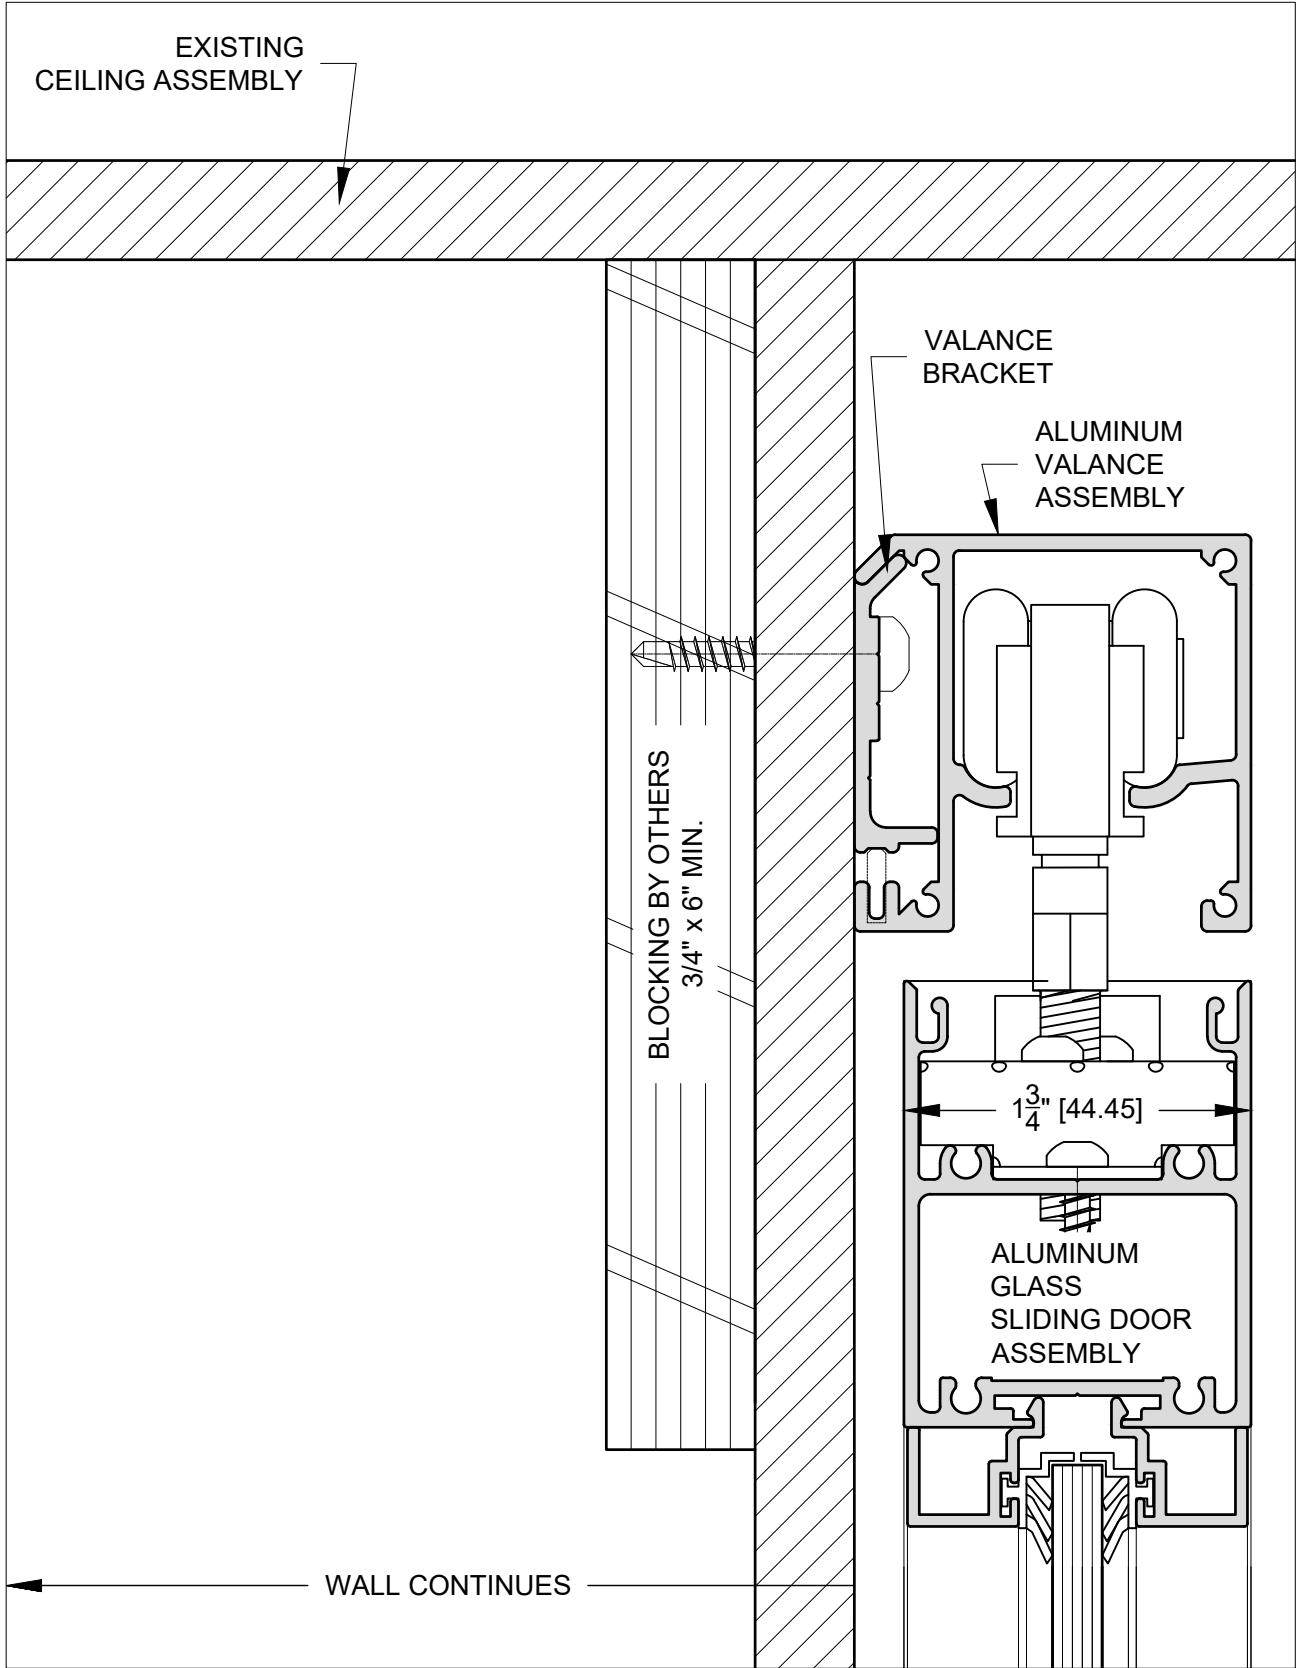 EXISTING
CEILING ASSEMBLY
VALANCE
BRACKET
ALUMINUM
VALANCE
ASSEMBLY
BLOCKING BY OTHERS
3/4" x 6" MIN.
1 3/4" [44.45]
ALUMINUM
GLASS
SLIDING DOOR
ASSEMBLY
WALL CONTINUES